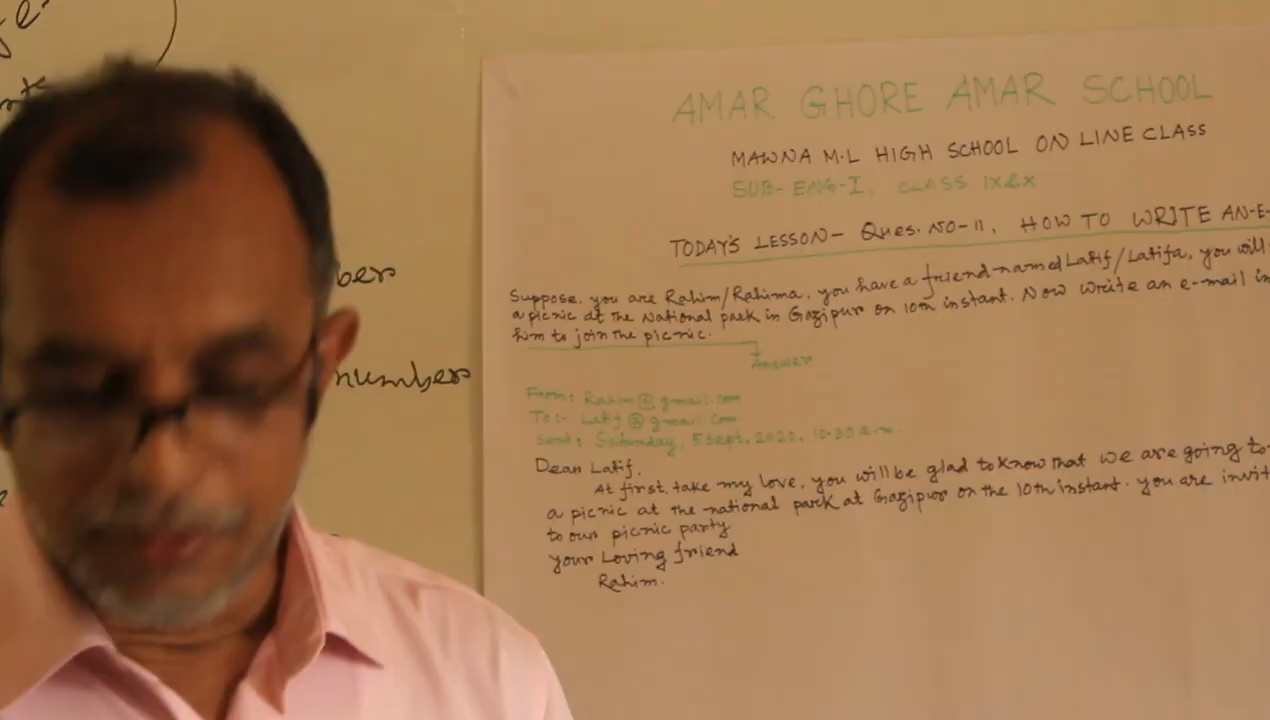 AMAR GHORE AMAR SCHOOL
MAWNA M.L HIGH SCHOOL ON LINE CLASS
SUB- ENG-I, CLASS IX&X
TODAY'S LESSON- Ques. NO-11, HOW TO WRITE AN-E-
Suppose, you are Rahim/Rahima, you have a friend named Latif/Latifa, you will
a picnic at the National park in Gazipur on 10th instant. Now write an e-mail in
him to join the picnic.
Answer
From: Rahim@gmail.com
To:- Latif@gmail.com
Sent: Saturday, 5 Sept, 2020, 10:30 a.m.
Dear Latif,
At first, take my love, you will be glad to know that we are going to
a picnic at the national park at Gazipur on the 10th instant. you are invit
to our picnic party
your Loving friend
Rahim.
ber
number